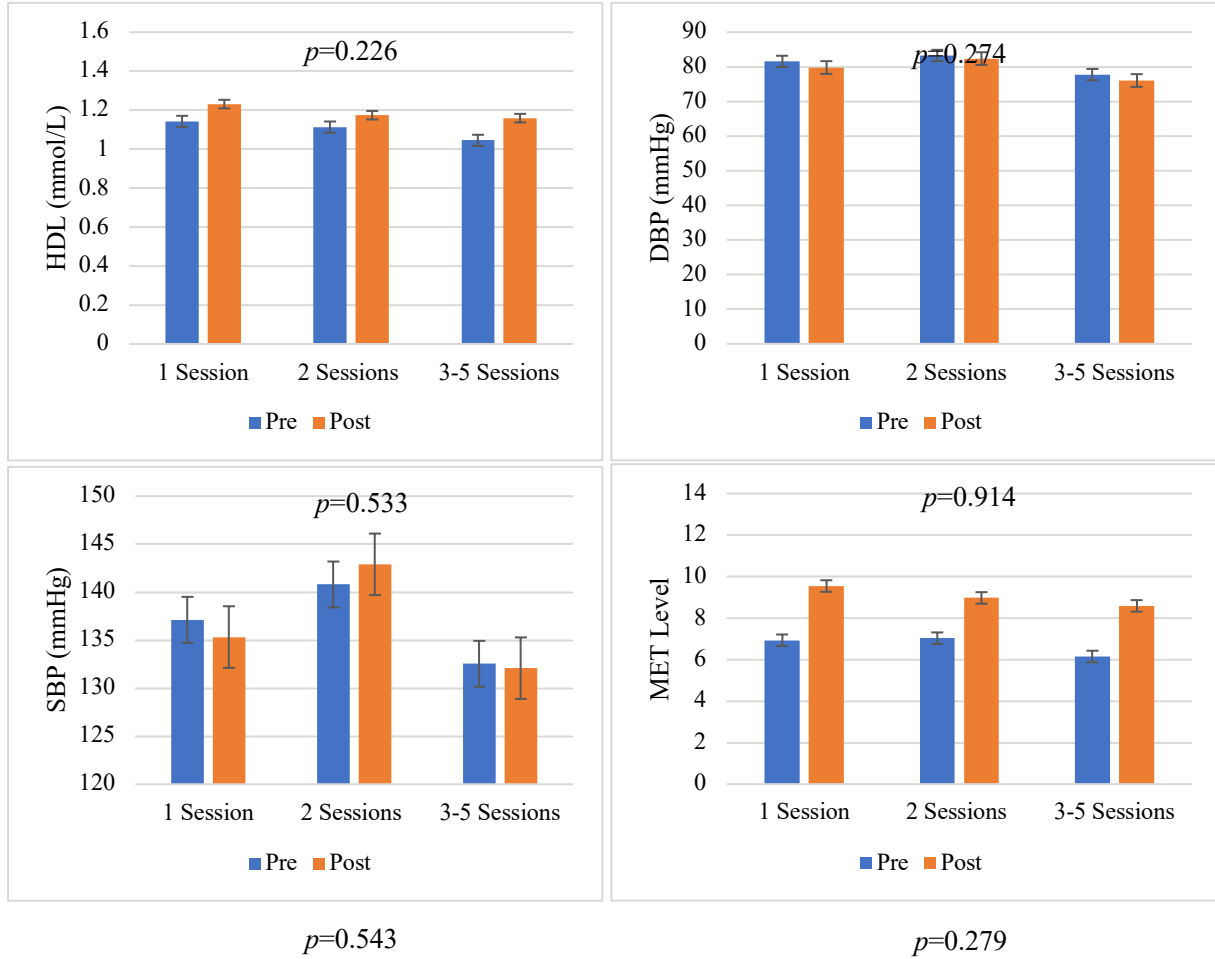 p=0.226
HDL (mmol/L)
1.6
1.4
1.2
1
0.8
0.6
0.4
0.2
0
1 Session 2 Sessions 3-5 Sessions
Pre Post
p=0.274
DBP (mmHg)
90
80
70
60
50
40
30
20
10
0
1 Session 2 Sessions 3-5 Sessions
Pre Post
p=0.533
SBP (mmHg)
150
145
140
135
130
125
120
1 Session 2 Sessions 3-5 Sessions
Pre Post
p=0.914
MET Level
14
12
10
8
6
4
2
0
1 Session 2 Sessions 3-5 Sessions
Pre Post
p=0.543
p=0.279